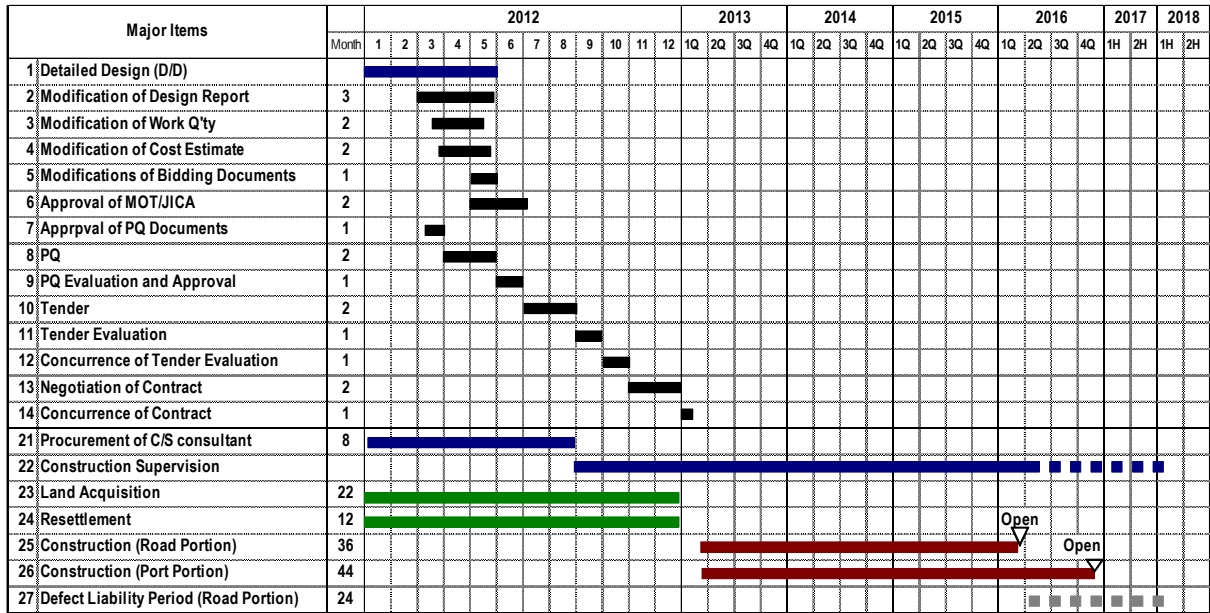 Major Items 2012 2013 2014 2015 2016 2017 2018
Month 1 2 3 4 5 6 7 8 9 10 11 12 1Q 2Q 3Q 4Q 1Q 2Q 3Q 4Q 1Q 2Q 3Q 4Q 1Q 2Q 3Q 4Q 1H 2H 1H 2H
1 Detailed Design (D/D)
2 Modification of Design Report 3
3 Modification of Work Q'ty 2
4 Modification of Cost Estimate 2
5 Modifications of Bidding Documents 1
6 Approval of MOT/JICA 2
7 Apprpval of PQ Documents 1
8 PQ 2
9 PQ Evaluation and Approval 1
10 Tender 2
11 Tender Evaluation 1
12 Concurrence of Tender Evaluation 1
13 Negotiation of Contract 2
14 Concurrence of Contract 1
21 Procurement of C/S consultant 8
22 Construction Supervision
23 Land Acquisition 22
24 Resettlement 12 Open
25 Construction (Road Portion) 36 Open
26 Construction (Port Portion) 44
27 Defect Liability Period (Road Portion) 24